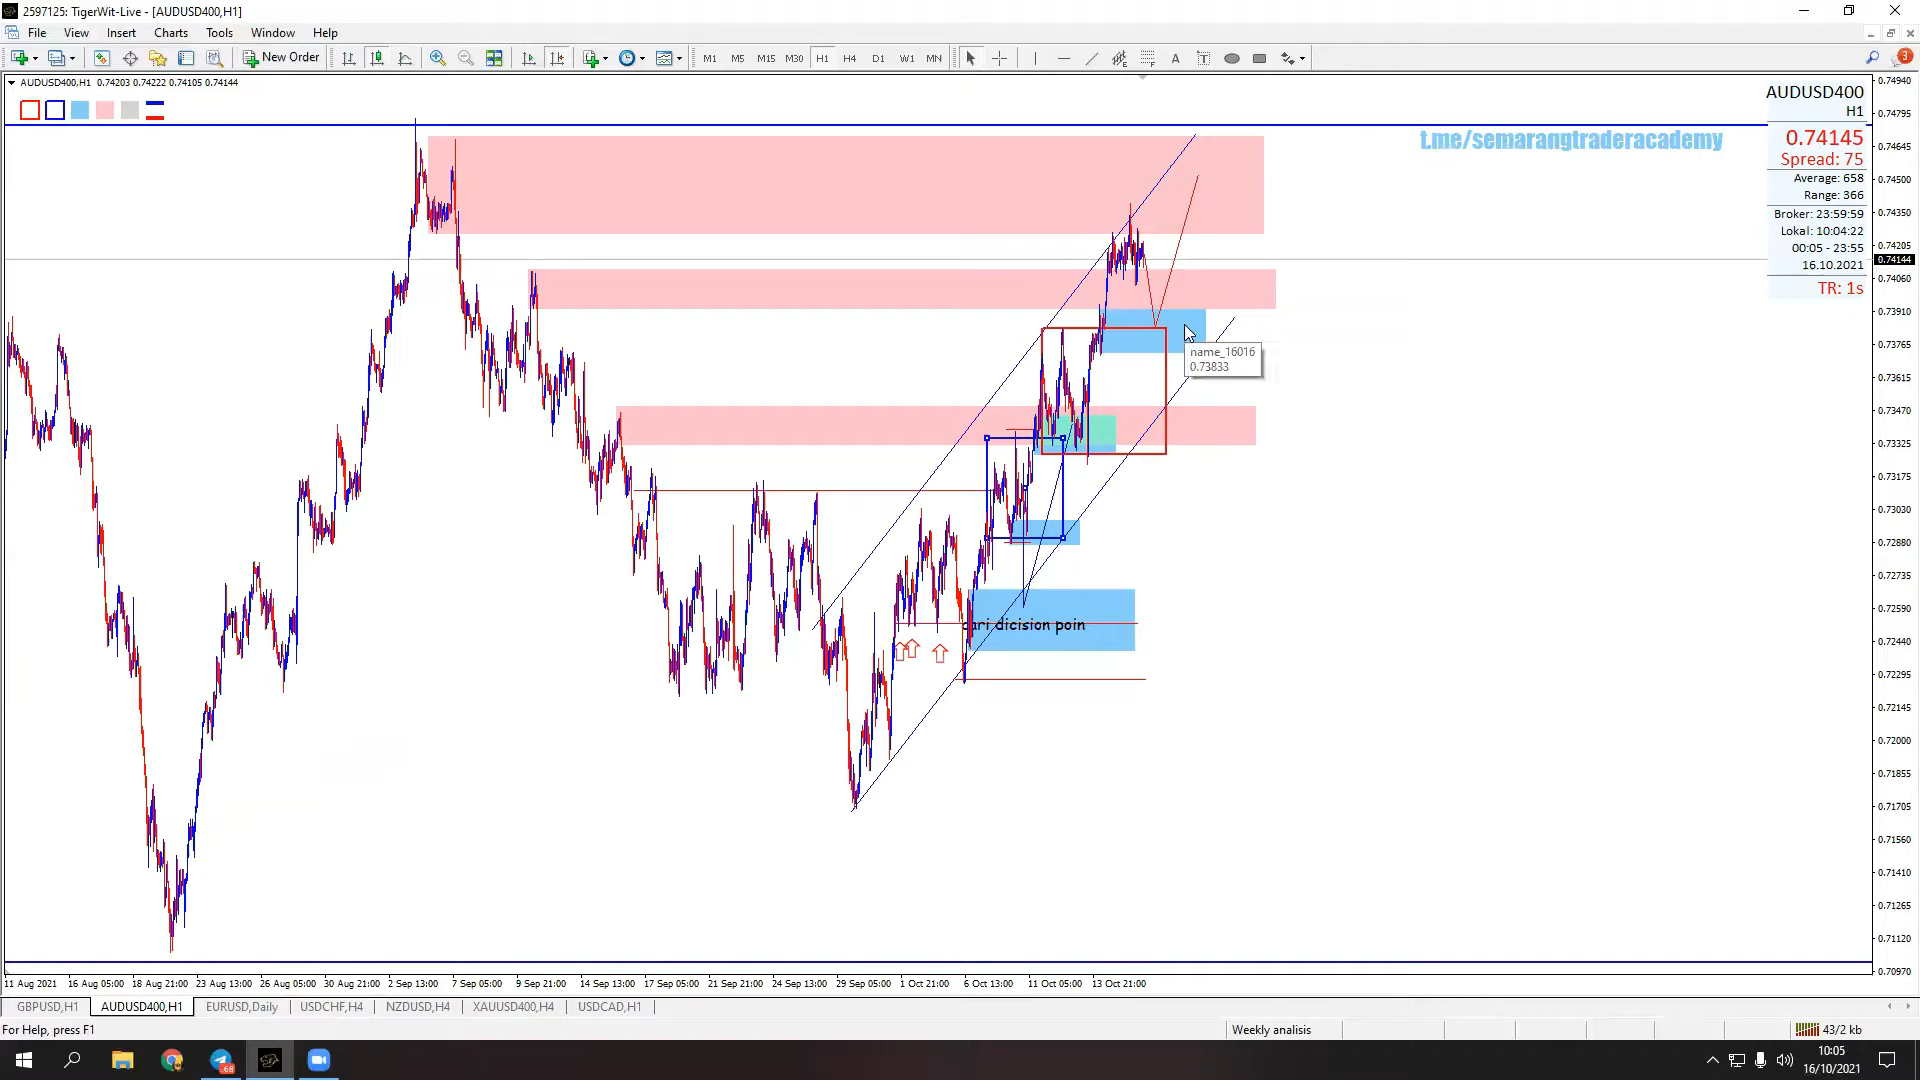 2597125: TigerWit-Live - [AUDUSD400,H1]
File View Insert Charts Tools Window Help
New Order M1 M5 M15 M30 H1 H4 D1 W1 MN A T 3
AUDUSD400,H1 0.74203 0.74222 0.74105 0.74144
t.me/semarangtraderacademy
AUDUSD400
H1
0.74145
Spread: 75
Average: 658
Range: 366
Broker: 23:59:59
Lokal: 10:04:22
00:05 - 23:55
16.10.2021
TR: 1s
0.74940
0.74795
0.74645
0.74500
0.74350
0.74205
0.74144
0.74060
0.73910
0.73765
0.73615
0.73470
0.73325
0.73175
0.73030
0.72880
0.72735
0.72590
0.72440
0.72295
0.72145
0.72000
0.71855
0.71705
0.71560
0.71410
0.71265
0.71120
0.70970
name_16016
0.73833
cari dicision poin
11 Aug 2021 16 Aug 05:00 18 Aug 21:00 23 Aug 13:00 26 Aug 05:00 30 Aug 21:00 2 Sep 13:00 7 Sep 05:00 9 Sep 21:00 14 Sep 13:00 17 Sep 05:00 21 Sep 21:00 24 Sep 13:00 29 Sep 05:00 1 Oct 21:00 6 Oct 13:00 11 Oct 05:00 13 Oct 21:00
GBPUSD,H1 AUDUSD400,H1 EURUSD,Daily USDCHF,H4 NZDUSD,H4 XAUUSD400,H4 USDCAD,H1
For Help, press F1 Weekly analisis 43/2 kb
68
10:05
16/10/2021